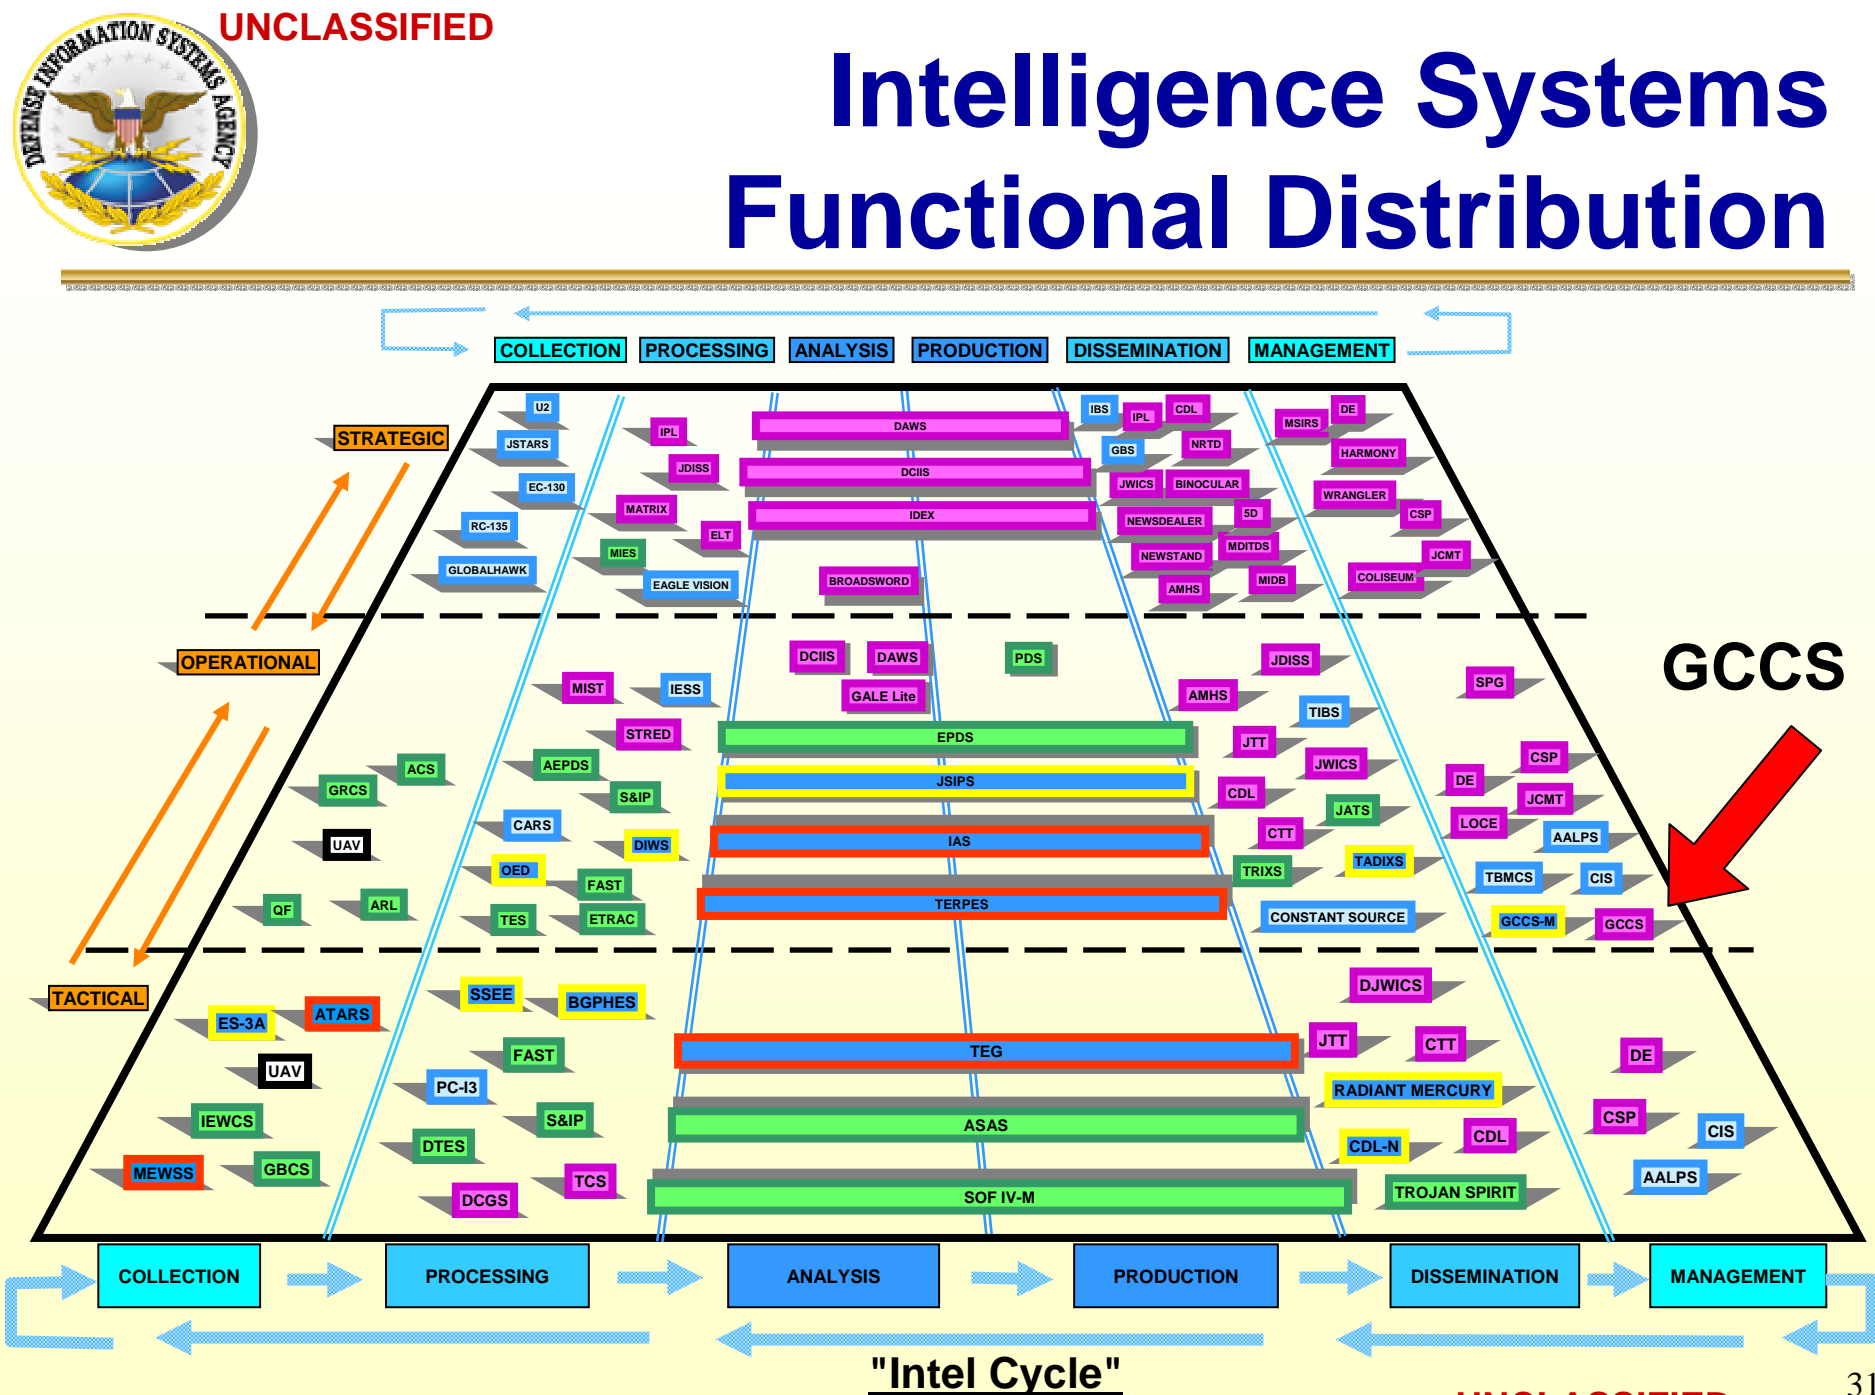 UNCLASSIFIED
DEFENSE INFORMATION SYSTEMS AGENCY
Intelligence Systems
Functional Distribution
COLLECTION PROCESSING ANALYSIS PRODUCTION DISSEMINATION MANAGEMENT
STRATEGIC
U2
JSTARS
EC-130
RC-135
GLOBALHAWK
IPL
JDISS
MATRIX
ELT
MIES
EAGLE VISION
DAWS
DCIIS
IDEX
BROADSWORD
IBS IPL CDL
GBS NRTD
JWICS BINOCULAR
NEWSDEALER 5D
NEWSTAND MDITDS
AMHS MIDB
MSIRS DE
HARMONY
WRANGLER
CSP
JCMT
COLISEUM
OPERATIONAL
ACS
GRCS
UAV
QF ARL
MIST IESS
STRED
AEPDS
S&IP
CARS
DIWS
OED
FAST
TES ETRAC
DCIIS DAWS PDS
GALE Lite
EPDS
JSIPS
IAS
TERPES
JDISS
AMHS
TIBS
JTT
JWICS
CDL
JATS
CTT
TRIXS TADIXS
CONSTANT SOURCE
SPG
CSP
DE
JCMT
LOCE
AALPS
TBMCS CIS
GCCS-M GCCS
GCCS
TACTICAL
ES-3A ATARS
UAV
IEWCS
MEWSS GBCS
SSEE BGPHES
FAST
PC-I3
S&IP
DTES
TCS
DCGS
TEG
ASAS
SOF IV-M
DJWICS
JTT CTT
RADIANT MERCURY
CDL-N CDL
TROJAN SPIRIT
DE
CSP
CIS
AALPS
COLLECTION PROCESSING ANALYSIS PRODUCTION DISSEMINATION MANAGEMENT
"Intel Cycle"
UNCLASSIFIED
31